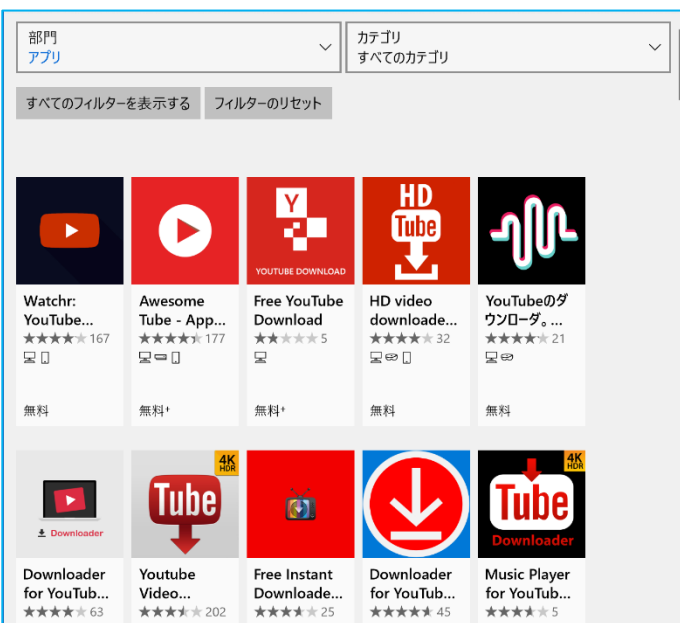 部門
アプリ
カテゴリ
すべてのカテゴリ
すべてのフィルターを表示する
フィルターのリセット
HD
Tube
Y
YOUTUBE DOWNLOAD
Watchr:
YouTube...
167
無料
Awesome
Tube - App...
177
無料+
Free YouTube
Download
5
無料+
HD video
downloade...
32
無料
YouTubeのダ
ウンローダ。...
21
無料
Downloader
4K
HDR
Tube
4K
HDR
Tube
Downloader
Downloader
for YouTub...
63
Youtube
Video...
202
Free Instant
Downloade...
25
Downloader
for YouTub...
45
Music Player
for YouTub...
5